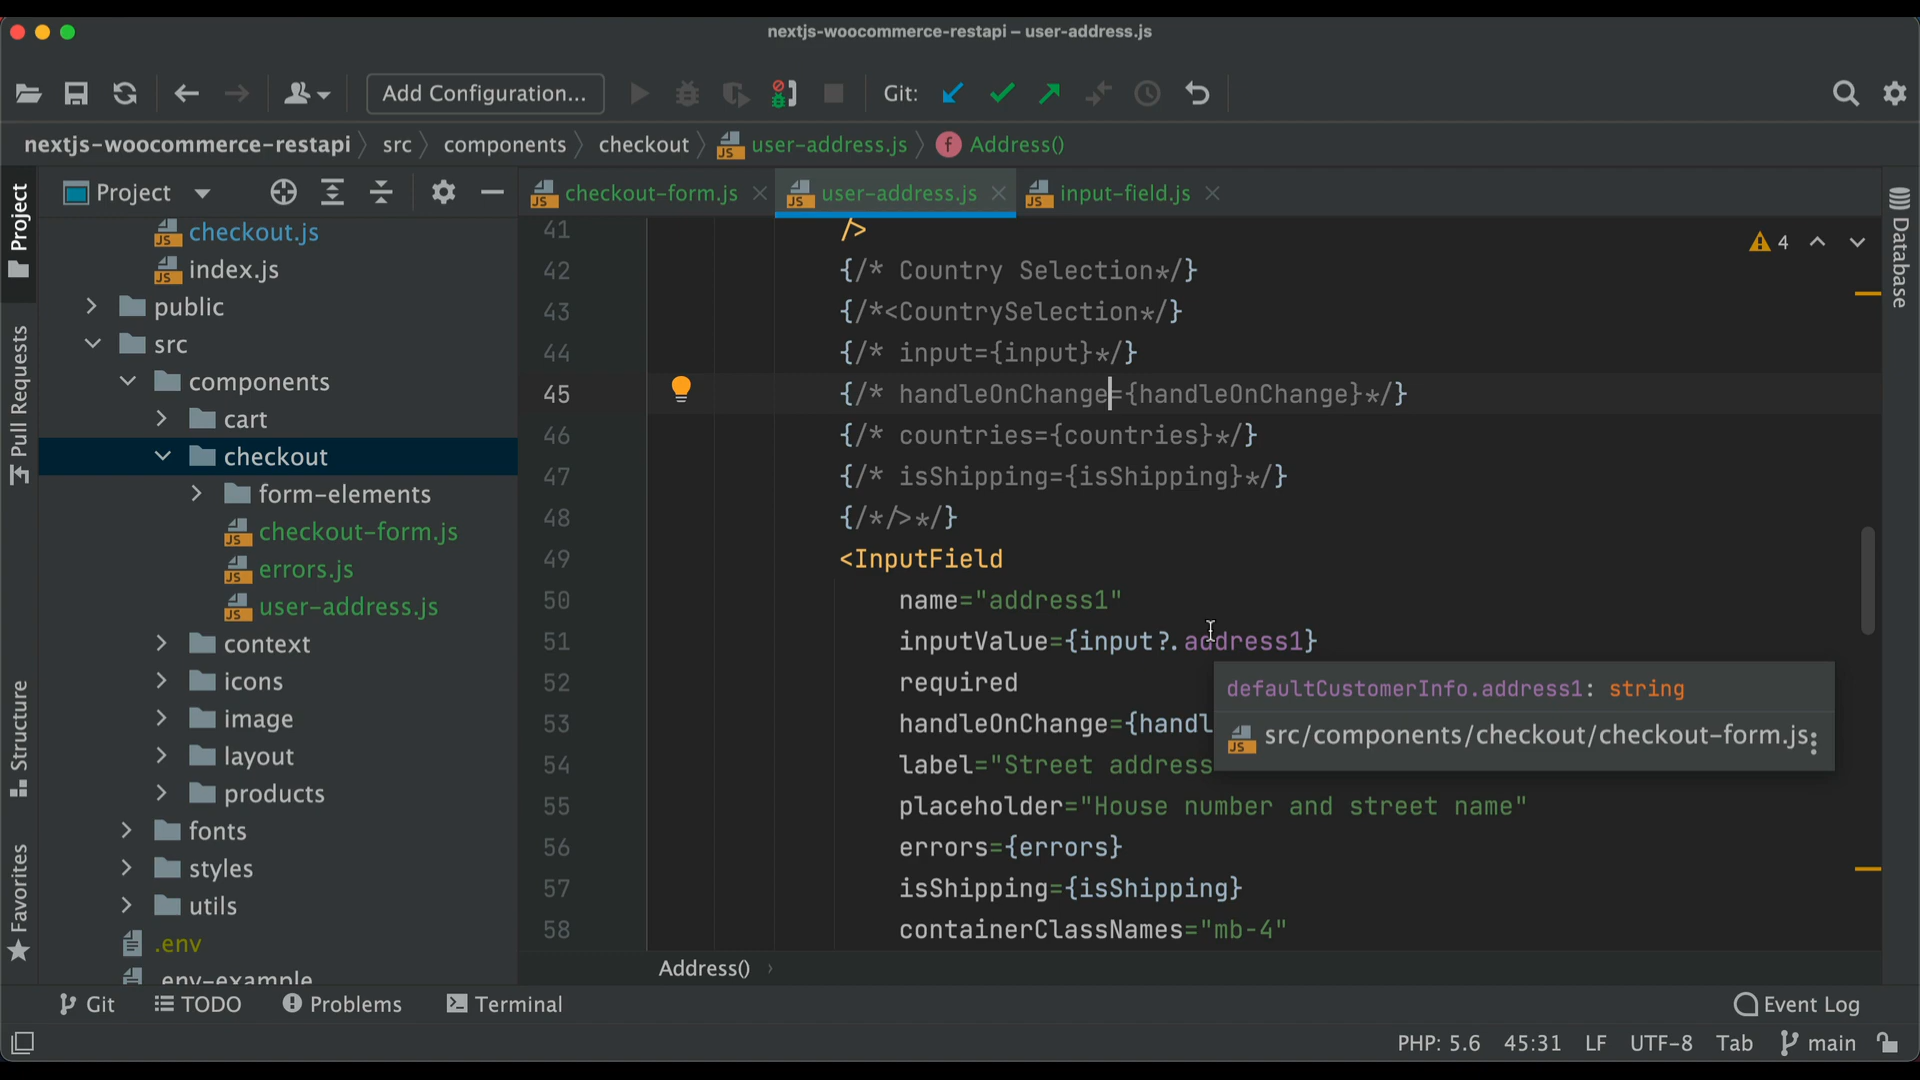 nextjs-woocommerce-restapi – user-address.js
Add Configuration...
Git:
nextjs-woocommerce-restapi
src
components
checkout
user-address.js
f
Address()
Project
Project
Pull Requests
Structure
Favorites
Database
checkout.js
index.js
public
src
components
cart
checkout
form-elements
checkout-form.js
errors.js
user-address.js
context
icons
image
layout
products
fonts
styles
utils
.env
.env-example
checkout-form.js
user-address.js
input-field.js
4
41 />
42 {/* Country Selection*/}
43 {/*<CountrySelection*/}
44 {/* input={input}*/}
45 {/* handleOnChange={handleOnChange}*/}
46 {/* countries={countries}*/}
47 {/* isShipping={isShipping}*/}
48 {/*/>*/}
49 <InputField
50 name="address1"
51 inputValue={input?.address1}
52 required
53 handleOnChange={handl
54 label="Street address
55 placeholder="House number and street name"
56 errors={errors}
57 isShipping={isShipping}
58 containerClassNames="mb-4"
defaultCustomerInfo.address1: string
src/components/checkout/checkout-form.js
Address()
Git
TODO
Problems
Terminal
Event Log
PHP: 5.6
45:31
LF
UTF-8
Tab
main